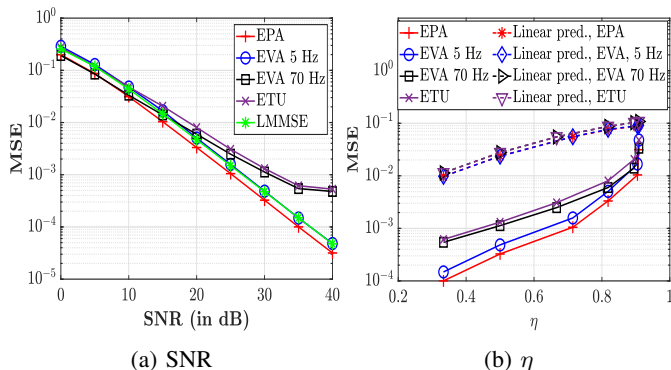 EPA
EVA 5 Hz
EVA 70 Hz
ETU
LMMSE
10^0
10^-1
10^-2
10^-3
10^-4
10^-5
MSE
0 10 20 30 40
SNR (in dB)
(a) SNR
EPA
EVA 5 Hz
EVA 70 Hz
ETU
Linear pred., EPA
Linear pred., EVA, 5 Hz
Linear pred., EVA 70 Hz
Linear pred., ETU
10^0
10^-1
10^-2
10^-3
10^-4
MSE
0.2 0.4 0.6 0.8 1
η
(b) η